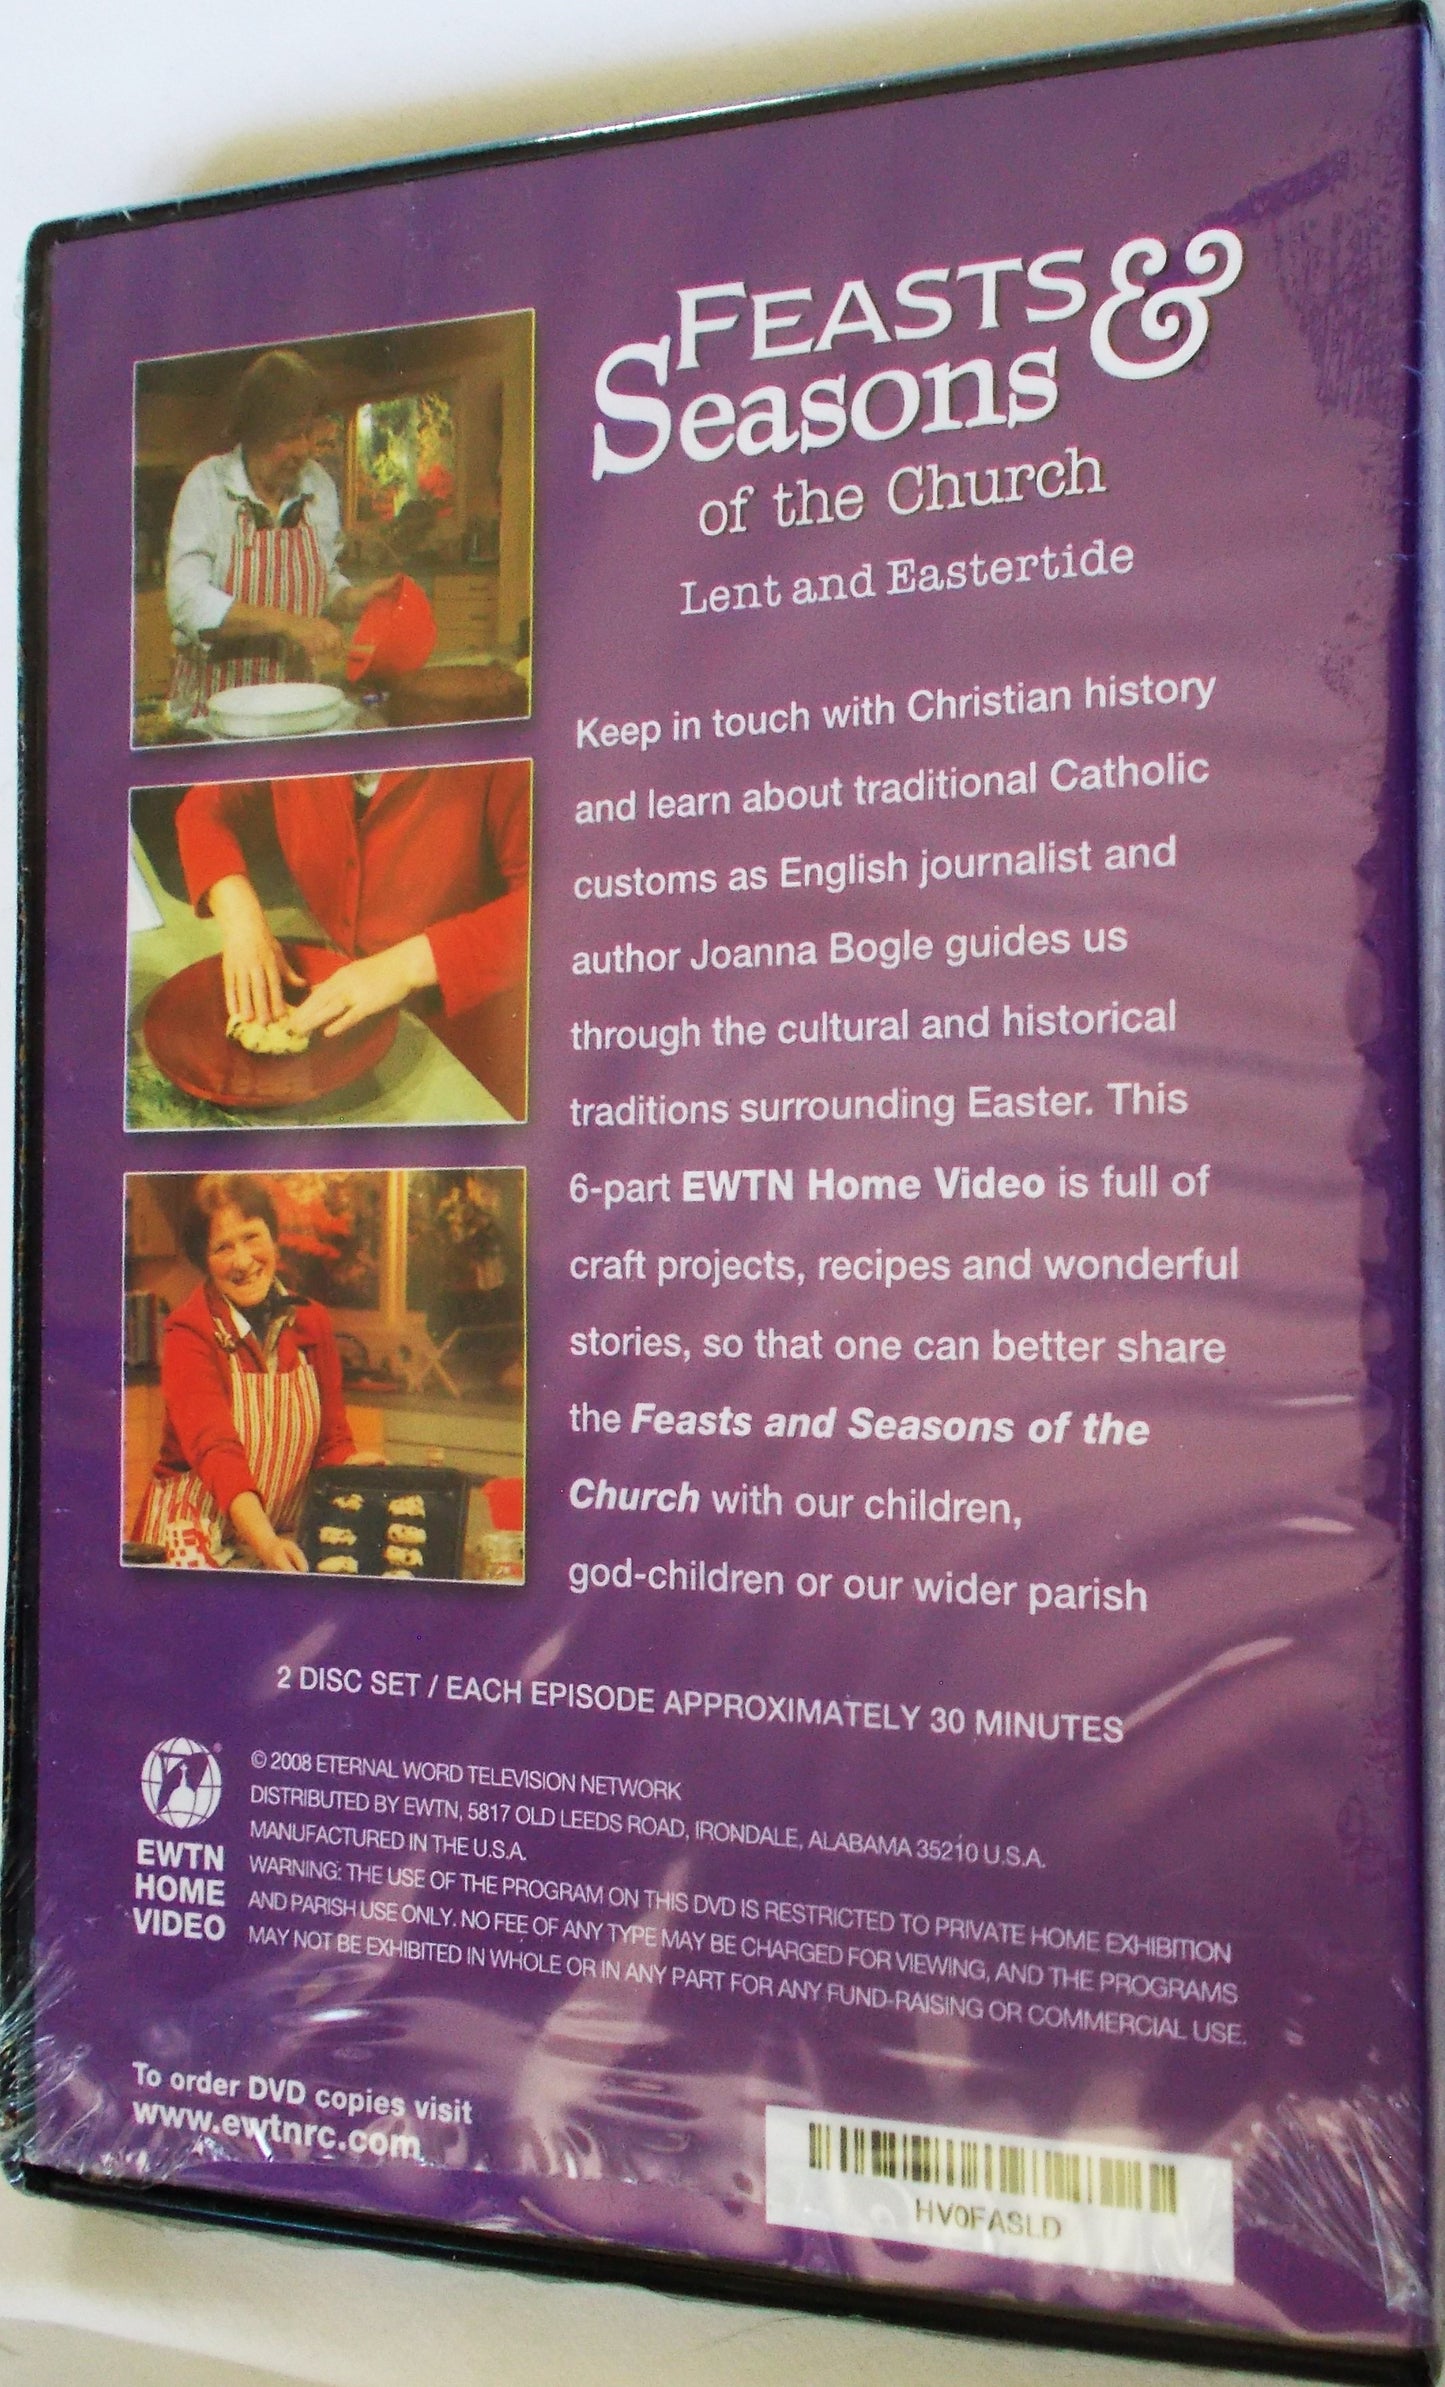 FEASTS &
Seasons
of the Church
Lent and Eastertide
Keep in touch with Christian history
and learn about traditional Catholic
customs as English journalist and
author Joanna Bogle guides us
through the cultural and historical
traditions surrounding Easter. This
6-part EWTN Home Video is full of
craft projects, recipes and wonderful
stories, so that one can better share
the Feasts and Seasons of the
Church with our children,
god-children or our wider parish
2 DISC SET / EACH EPISODE APPROXIMATELY 30 MINUTES
© 2008 ETERNAL WORD TELEVISION NETWORK
DISTRIBUTED BY EWTN, 5817 OLD LEEDS ROAD, IRONDALE, ALABAMA 35210 U.S.A.
MANUFACTURED IN THE U.S.A.
WARNING: THE USE OF THE PROGRAM ON THIS DVD IS RESTRICTED TO PRIVATE HOME EXHIBITION
AND PARISH USE ONLY. NO FEE OF ANY TYPE MAY BE CHARGED FOR VIEWING, AND THE PROGRAMS
MAY NOT BE EXHIBITED IN WHOLE OR IN ANY PART FOR ANY FUND-RAISING OR COMMERCIAL USE.
®
EWTN
HOME
VIDEO
To order DVD copies visit
www.ewtnrc.com
HV0FASLD